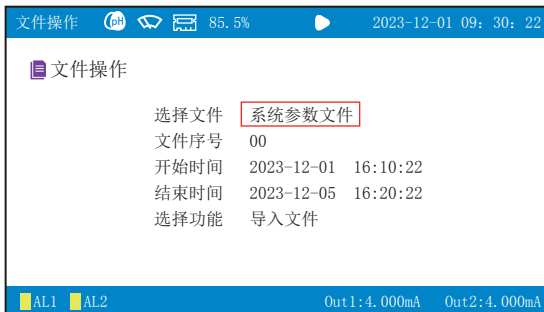 文件操作 pH 85.5% 2023-12-01 09：30：22
文件操作
选择文件 系统参数文件
文件序号 00
开始时间 2023-12-01 16:10:22
结束时间 2023-12-05 16:20:22
选择功能 导入文件
AL1 AL2 Out1:4.000mA Out2:4.000mA